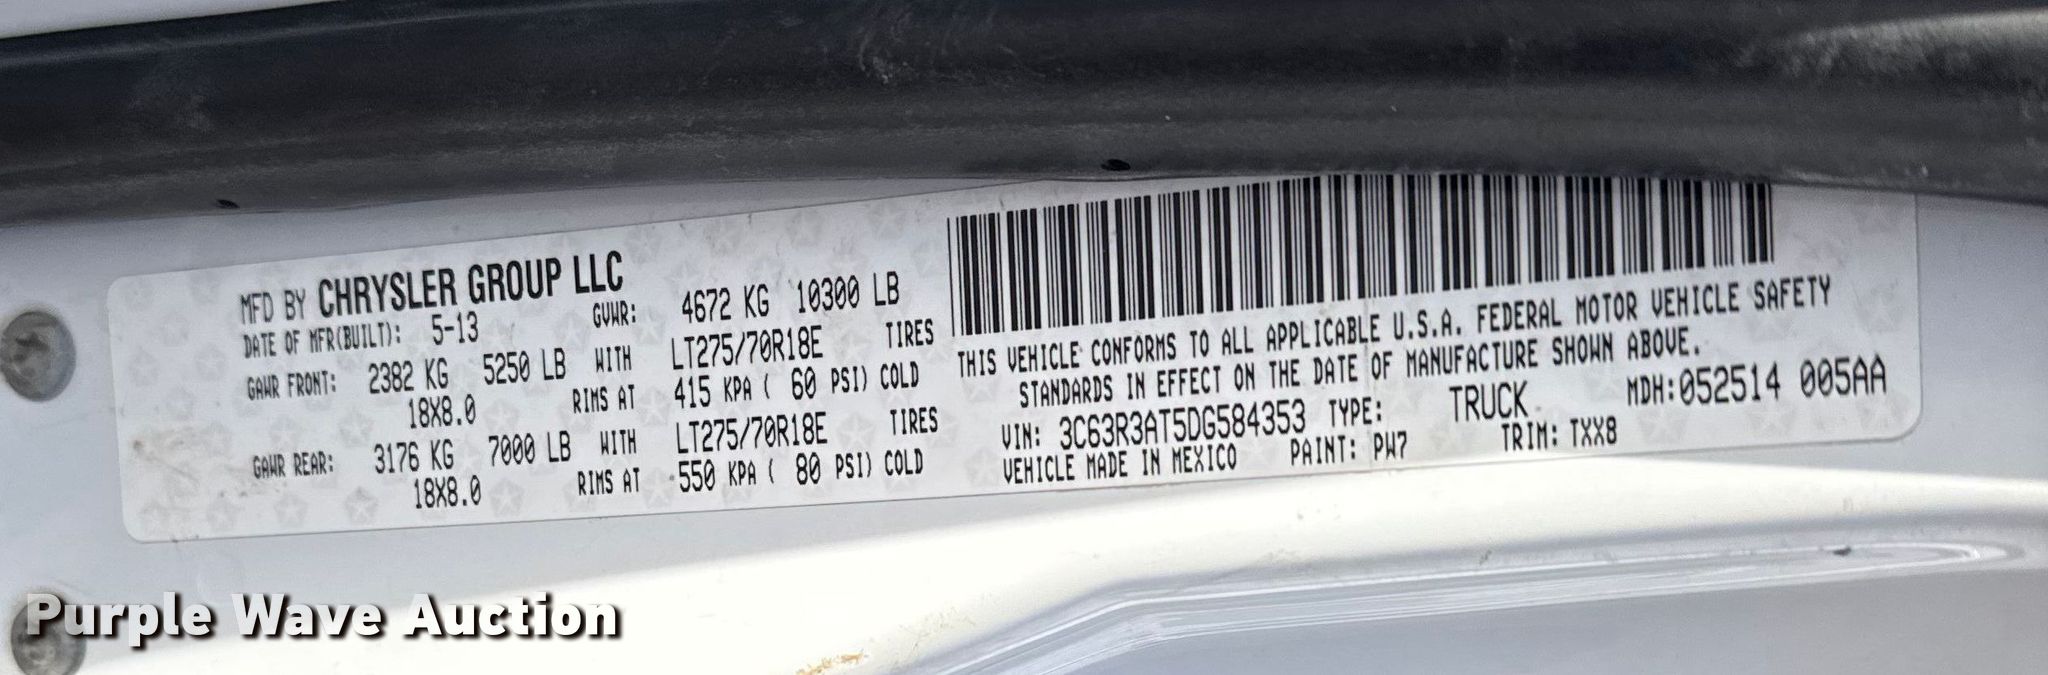 MFD BY CHRYSLER GROUP LLC
DATE OF MFR(BUILT): 5-13 GVWR: 4672 KG 10300 LB
GAWR FRONT: 2382 KG 5250 LB WITH LT275/70R18E TIRES
18X8.0 RIMS AT 415 KPA ( 60 PSI) COLD
GAWR REAR: 3176 KG 7000 LB WITH LT275/70R18E TIRES
18X8.0 RIMS AT 550 KPA ( 80 PSI) COLD
THIS VEHICLE CONFORMS TO ALL APPLICABLE U.S.A. FEDERAL MOTOR VEHICLE SAFETY
STANDARDS IN EFFECT ON THE DATE OF MANUFACTURE SHOWN ABOVE.
VIN: 3C63R3AT5DG584353 TYPE: TRUCK MDH:052514 005AA
VEHICLE MADE IN MEXICO PAINT: PW7 TRIM: TXX8
Purple Wave Auction